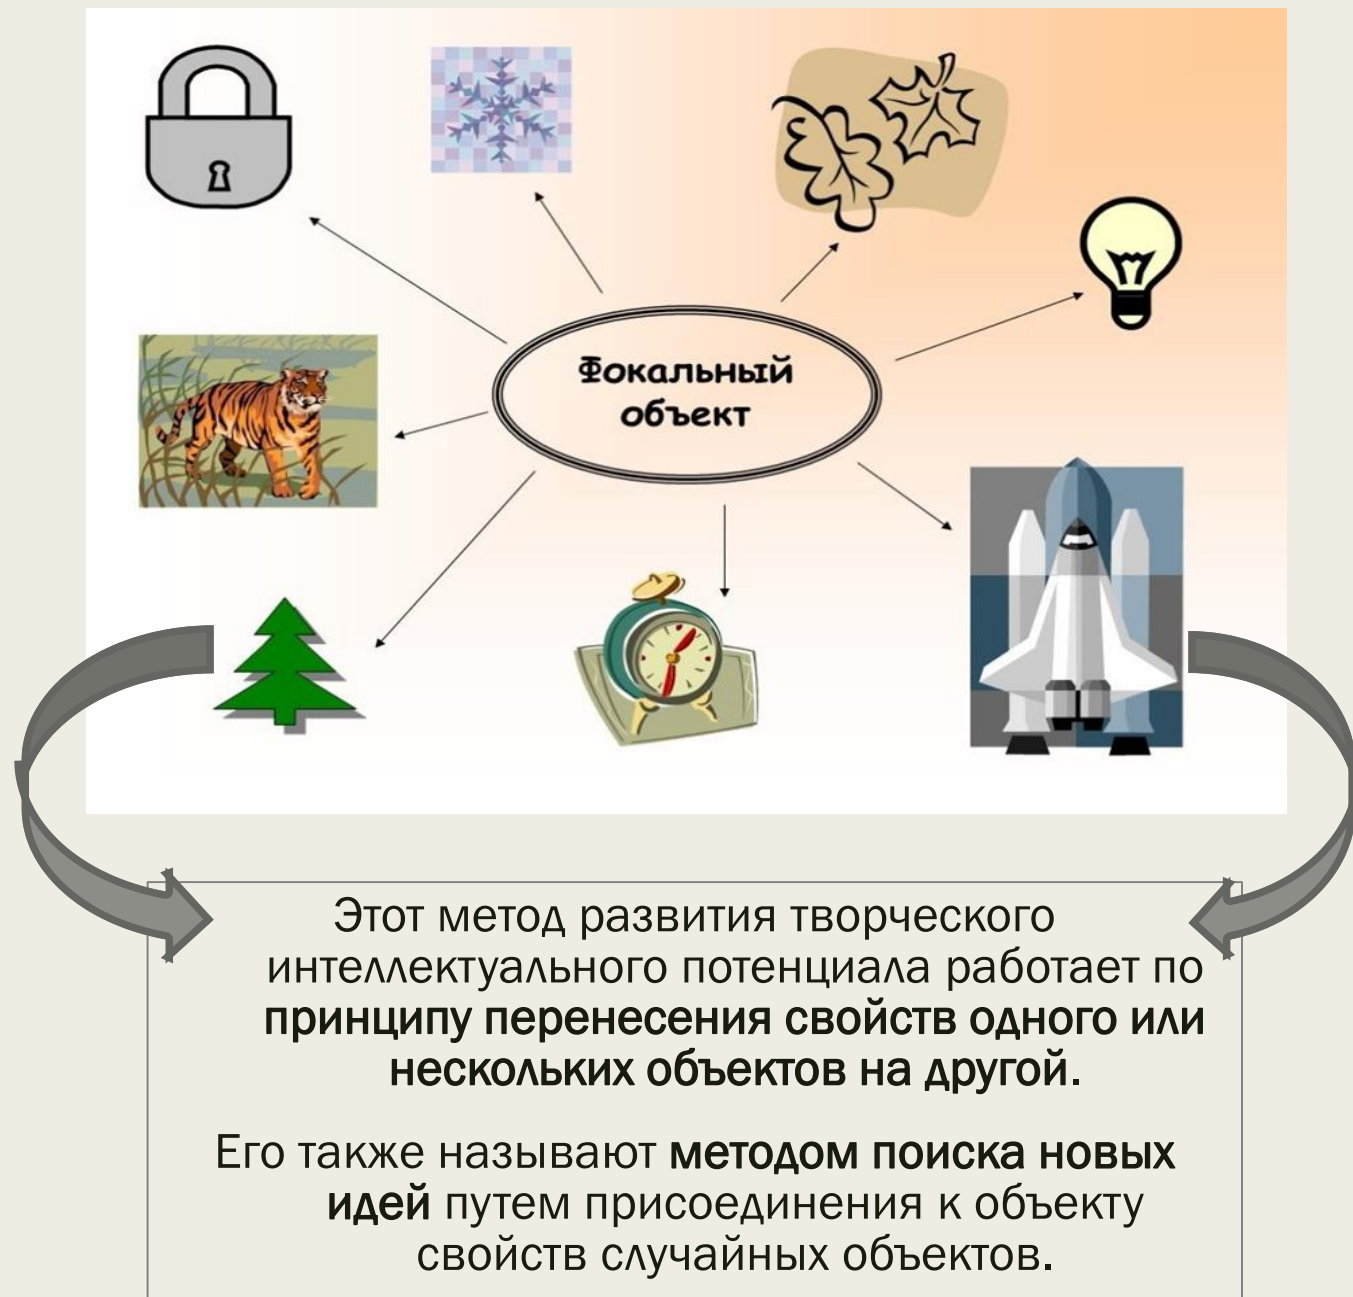 Фокальный
объект
Этот метод развития творческого
интеллектуального потенциала работает по
принципу перенесения свойств одного или
нескольких объектов на другой.
Его также называют методом поиска новых
идей путем присоединения к объекту
свойств случайных объектов.